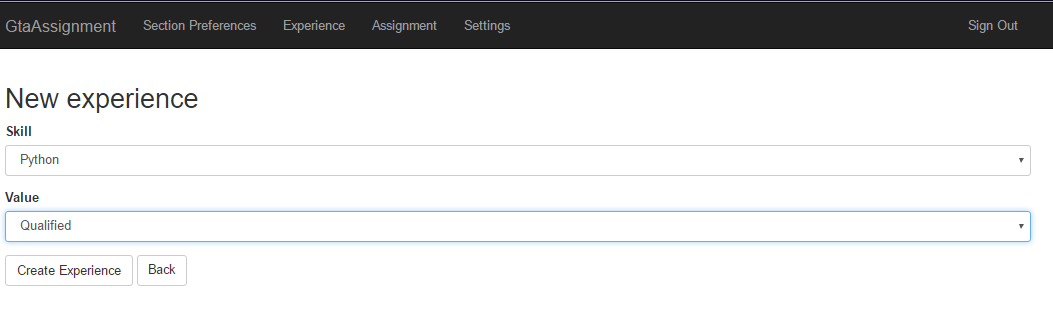 GtaAssignment Section Preferences Experience Assignment Settings Sign Out
New experience
Skill
Python
Value
Qualified
Create Experience Back